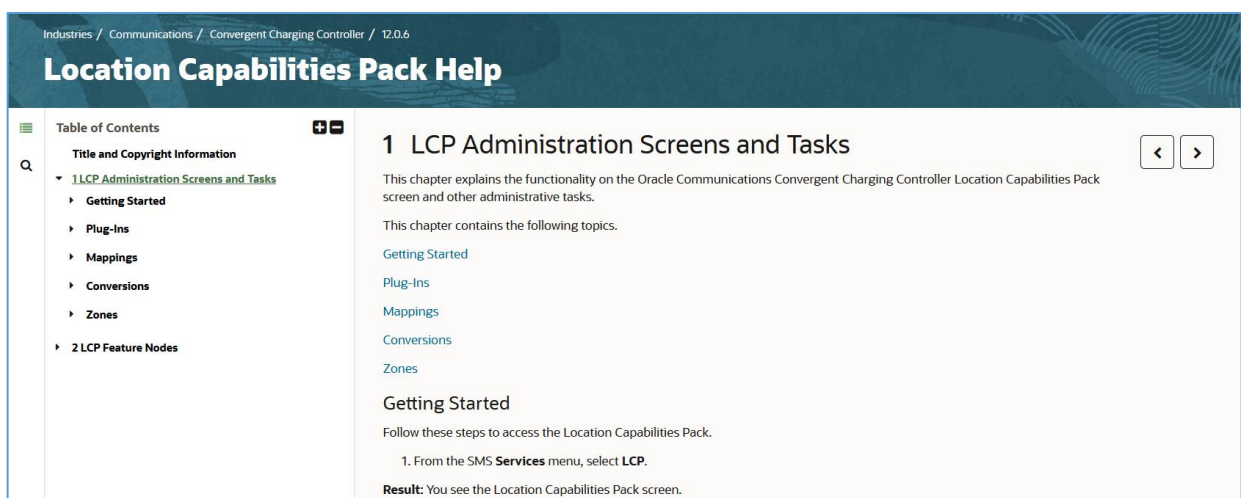 Industries / Communications / Convergent Charging Controller / 12.0.6
Location Capabilities Pack Help
Table of Contents
Title and Copyright Information
1 LCP Administration Screens and Tasks
Getting Started
Plug-Ins
Mappings
Conversions
Zones
2 LCP Feature Nodes
1 LCP Administration Screens and Tasks
This chapter explains the functionality on the Oracle Communications Convergent Charging Controller Location Capabilities Pack
screen and other administrative tasks.
This chapter contains the following topics.
Getting Started
Plug-Ins
Mappings
Conversions
Zones
Getting Started
Follow these steps to access the Location Capabilities Pack.
1. From the SMS Services menu, select LCP.
Result: You see the Location Capabilities Pack screen.